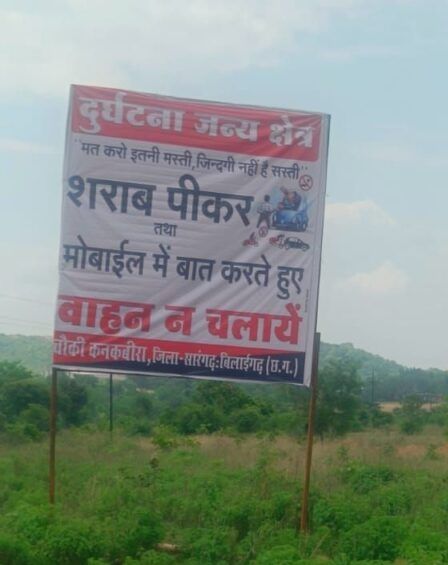 दुर्घटना जन्य क्षेत्र
"मत करो इतनी मस्ती,जिन्दगी नहीं है सस्ती"
शराब पीकर
तथा
मोबाईल में बात करते हुए
वाहन न चलायें
चौकी कनकबीरा,जिला-सारंगढ़:बिलाईगढ़ (छ.ग.)